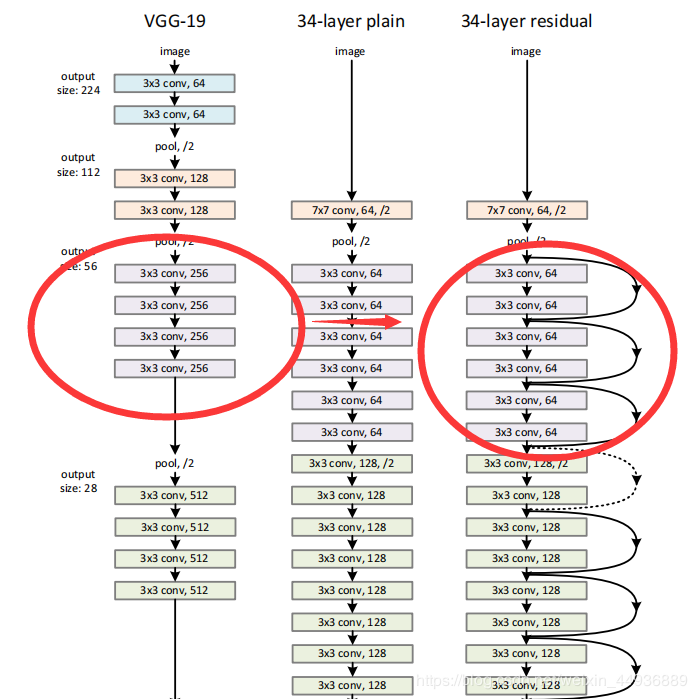 VGG-19
image
output
size: 224
3x3 conv, 64
3x3 conv, 64
pool, /2
output
size: 112
3x3 conv, 128
3x3 conv, 128
pool, /2
output
size: 56
3x3 conv, 256
3x3 conv, 256
3x3 conv, 256
3x3 conv, 256
pool, /2
output
size: 28
3x3 conv, 512
3x3 conv, 512
3x3 conv, 512
3x3 conv, 512
34-layer plain
image
7x7 conv, 64, /2
pool, /2
3x3 conv, 64
3x3 conv, 64
3x3 conv, 64
3x3 conv, 64
3x3 conv, 64
3x3 conv, 64
3x3 conv, 128, /2
3x3 conv, 128
3x3 conv, 128
3x3 conv, 128
3x3 conv, 128
3x3 conv, 128
3x3 conv, 128
3x3 conv, 128
34-layer residual
image
7x7 conv, 64, /2
pool, /2
3x3 conv, 64
3x3 conv, 64
3x3 conv, 64
3x3 conv, 64
3x3 conv, 64
3x3 conv, 64
3x3 conv, 128, /2
3x3 conv, 128
3x3 conv, 128
3x3 conv, 128
3x3 conv, 128
3x3 conv, 128
3x3 conv, 128
3x3 conv, 128
https://blog.csdn.net/weixin_44936889